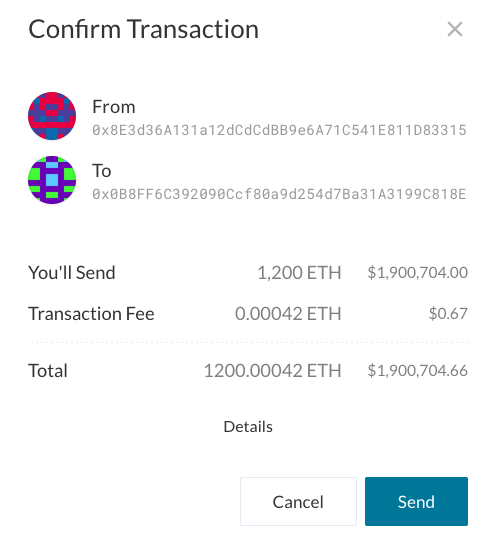 Confirm Transaction
From
0x8E3d36A131a12dCdCdBB9e6A71C541E811D83315
To
0x0B8FF6C392090Ccf80a9d254d7Ba31A3199C818E
You'll Send 1,200 ETH $1,900,704.00
Transaction Fee 0.00042 ETH $0.67
Total 1200.00042 ETH $1,900,704.66
Details
Cancel Send